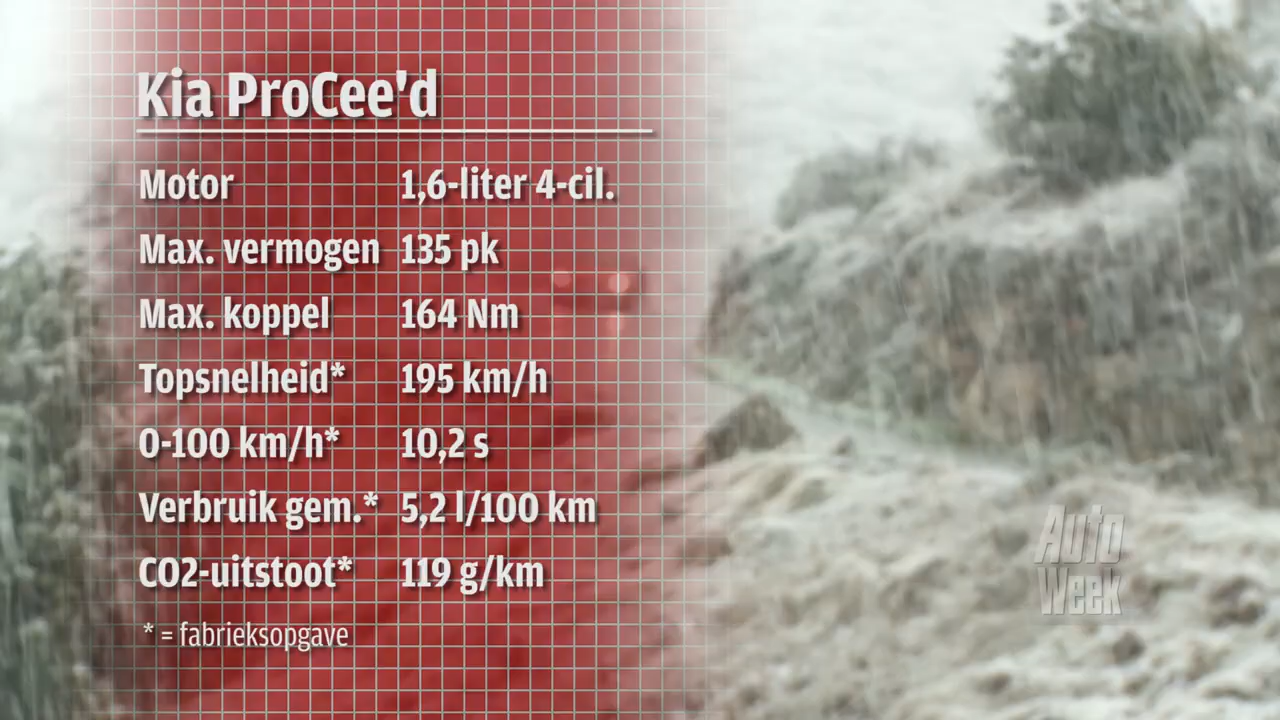 Kia ProCee'd
Motor 1,6-liter 4-cil.
Max. vermogen 135 pk
Max. koppel 164 Nm
Topsnelheid* 195 km/h
0-100 km/h* 10,2 s
Verbruik gem.* 5,2 l/100 km
CO2-uitstoot* 119 g/km
* = fabrieksopgave
Auto
Week